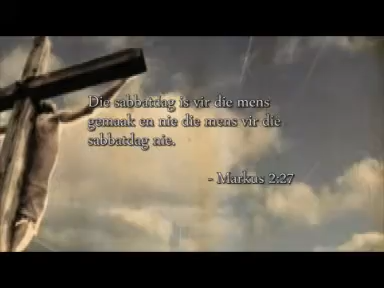 Die sabbatdag is vir die mens
gemaak en nie die mens vir die
sabbatdag nie.
- Markus 2:27